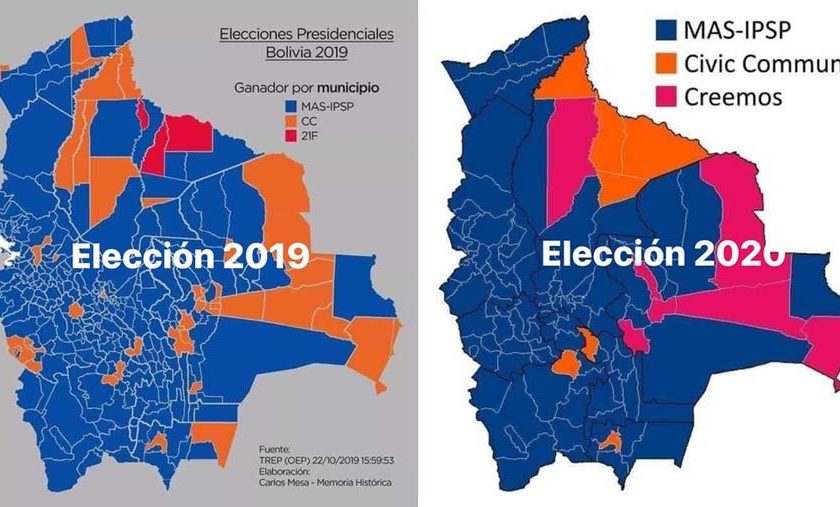 Elecciones Presidenciales
Bolivia 2019
Ganador por municipio
MAS-IPSP
CC
21F
Elección 2019
Fuente:
TREP (OEP) 22/10/2019 15:59:53
Elaboración:
Carlos Mesa - Memoria Histórica
MAS-IPSP
Civic Commun
Creemos
Elección 2020